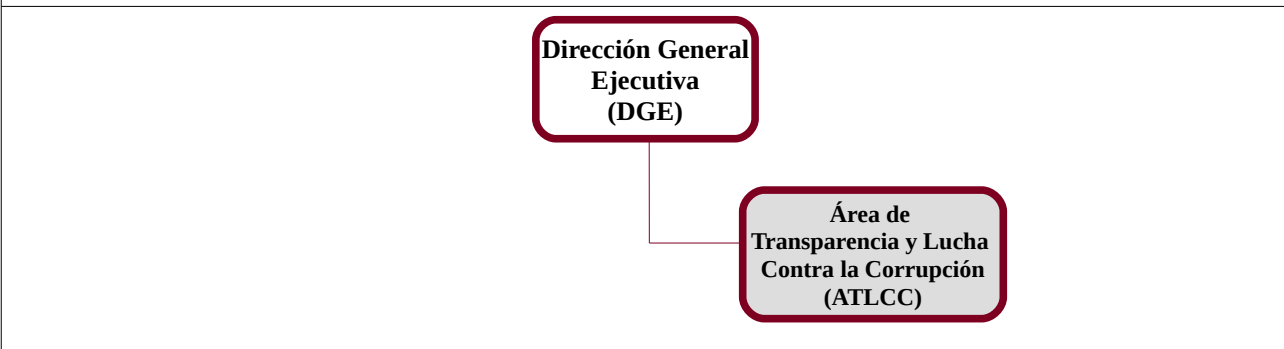 Dirección General
Ejecutiva
(DGE)
Área de
Transparencia y Lucha
Contra la Corrupción
(ATLCC)